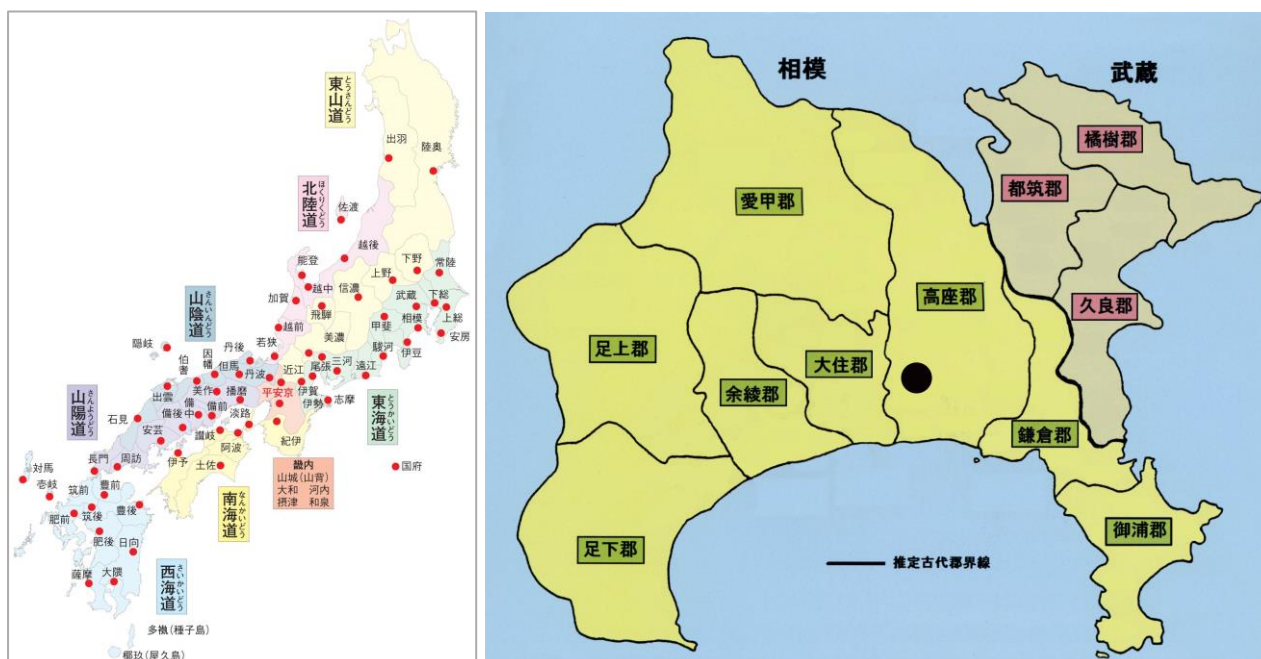 東山道
とうさんどう
出羽
陸奥
北陸道
ほくりくどう
佐渡
越後
能登
越中
加賀
飛騨
信濃
上野
下野
常陸
武蔵
下総
相模
上総
甲斐
安房
伊豆
駿河
遠江
三河
尾張
美濃
越前
若狭
近江
伊賀
伊勢
志摩
山陰道
さんいんどう
隠岐
丹後
但馬
丹波
因幡
伯耆
出雲
石見
美作
播磨
平安京
山陽道
さんようどう
備前
備中
備後
安芸
周防
長門
淡路
讃岐
阿波
伊予
土佐
紀伊
東海道
とうかいどう
国府
畿内
山城(山背)
大和 河内
摂津 和泉
南海道
なんかいどう
対馬
壱岐
筑前
豊前
筑後
豊後
肥前
肥後
日向
薩摩
大隅
西海道
さいかいどう
多褹(種子島)
(屋久島)
相模
武蔵
橘樹郡
都筑郡
久良郡
愛甲郡
高座郡
足上郡
余綾郡
大住郡
鎌倉郡
足下郡
御浦郡
推定古代郡界線